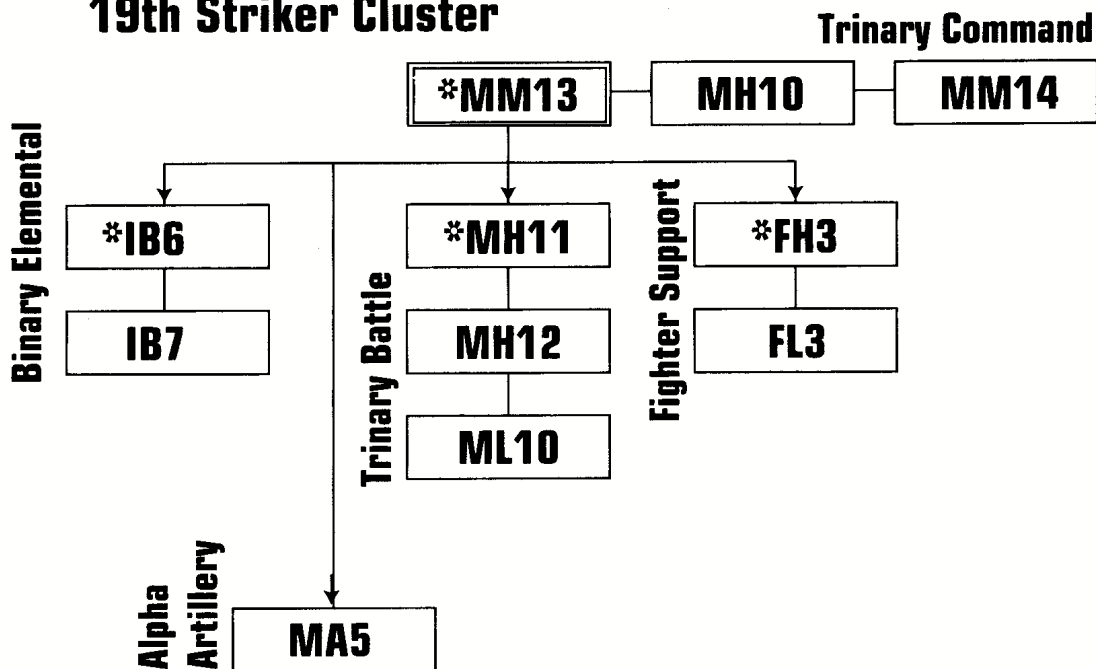 19th Striker Cluster
Trinary Command
*MM13
MH10
MM14
Binary Elemental
*IB6
IB7
Trinary Battle
*MH11
MH12
ML10
Fighter Support
*FH3
FL3
Alpha
Artillery
MA5